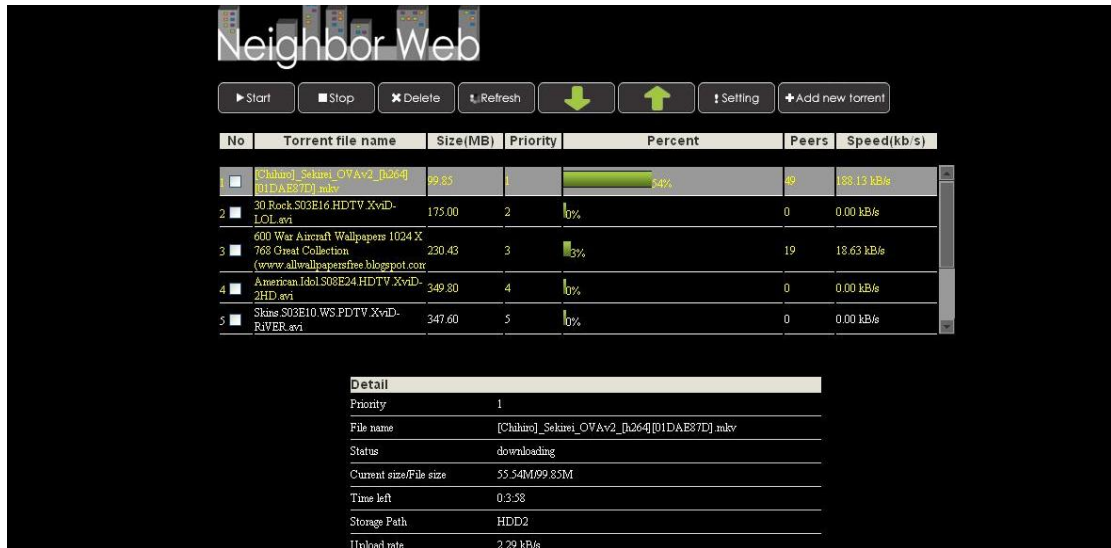 Neighbor Web
Start Stop Delete Refresh Setting Add new torrent
No Torrent file name Size(MB) Priority Percent Peers Speed(kb/s)
1 [Chihiro]_Sekirei_OVAv2_[h264] 99.85 1 54% 49 188.13 kB/s
[01DAE87D].mkv
2 30.Rock.S03E16.HDTV.XviD- 175.00 2 0% 0 0.00 kB/s
LOL.avi
600 War Aircraft Wallpapers 1024 X
3 768 Great Collection 230.43 3 3% 19 18.63 kB/s
(www.allwallpapersfree.blogspot.com
4 American.Idol.S08E24.HDTV.XviD- 349.80 4 0% 0 0.00 kB/s
2HD.avi
5 Skins.S03E10.WS.PDTV.XviD- 347.60 5 0% 0 0.00 kB/s
RiVER.avi
Detail
Priority 1
File name [Chihiro]_Sekirei_OVAv2_[h264][01DAE87D].mkv
Status downloading
Current size/File size 55.54M/99.85M
Time left 0:3:58
Storage Path HDD2
Upload rate 2.29 kB/s